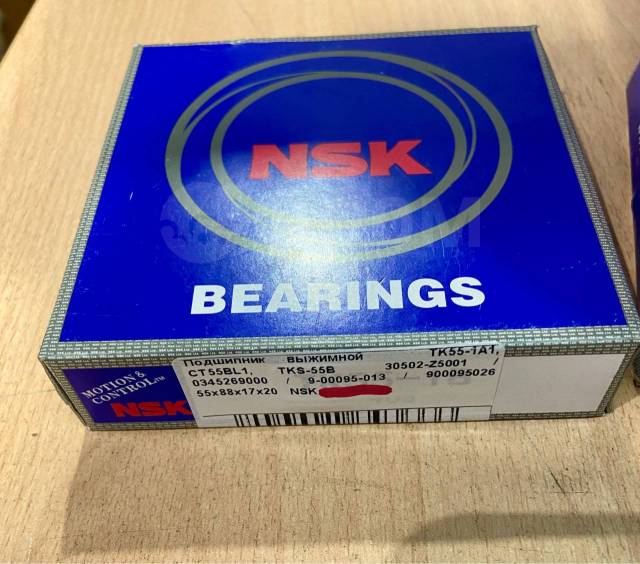 NSK
BEARINGS
MOTION &
CONTROL™
NSK
Подшипник выжимной TK55-1A1,
CT55BL1, TKS-55B 30502-Z5001
0345269000 / 9-00095-013 — 900095026
55x88x17x20 NSK